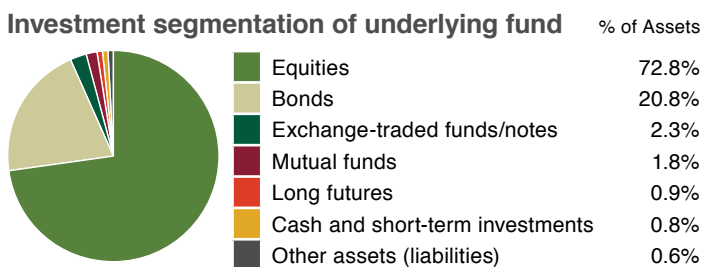 Investment segmentation of underlying fund % of Assets
Equities 72.8%
Bonds 20.8%
Exchange-traded funds/notes 2.3%
Mutual funds 1.8%
Long futures 0.9%
Cash and short-term investments 0.8%
Other assets (liabilities) 0.6%